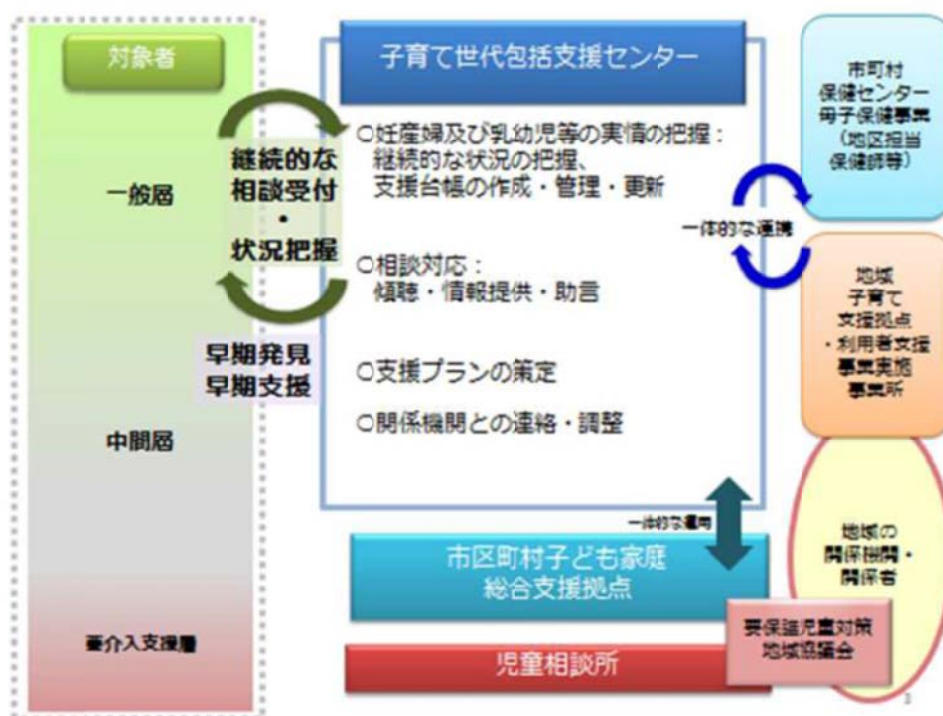 対象者
一般層
中間層
要介入支援層
継続的な
相談受付
・
状況把握
早期発見
早期支援
子育て世代包括支援センター
○妊産婦及び乳幼児等の実情の把握：
継続的な状況の把握、
支援台帳の作成・管理・更新
○相談対応：
傾聴・情報提供・助言
○支援プランの策定
○関係機関との連絡・調整
一体的な連携
一体的な運用
市区町村子ども家庭
総合支援拠点
児童相談所
市町村
保健センター
母子保健事業
（地区担当
保健師等）
地域
子育て
支援拠点
・利用者支援
事業実施
事業所
地域の
関係機関・
関係者
要保護児童対策
地域協議会
3